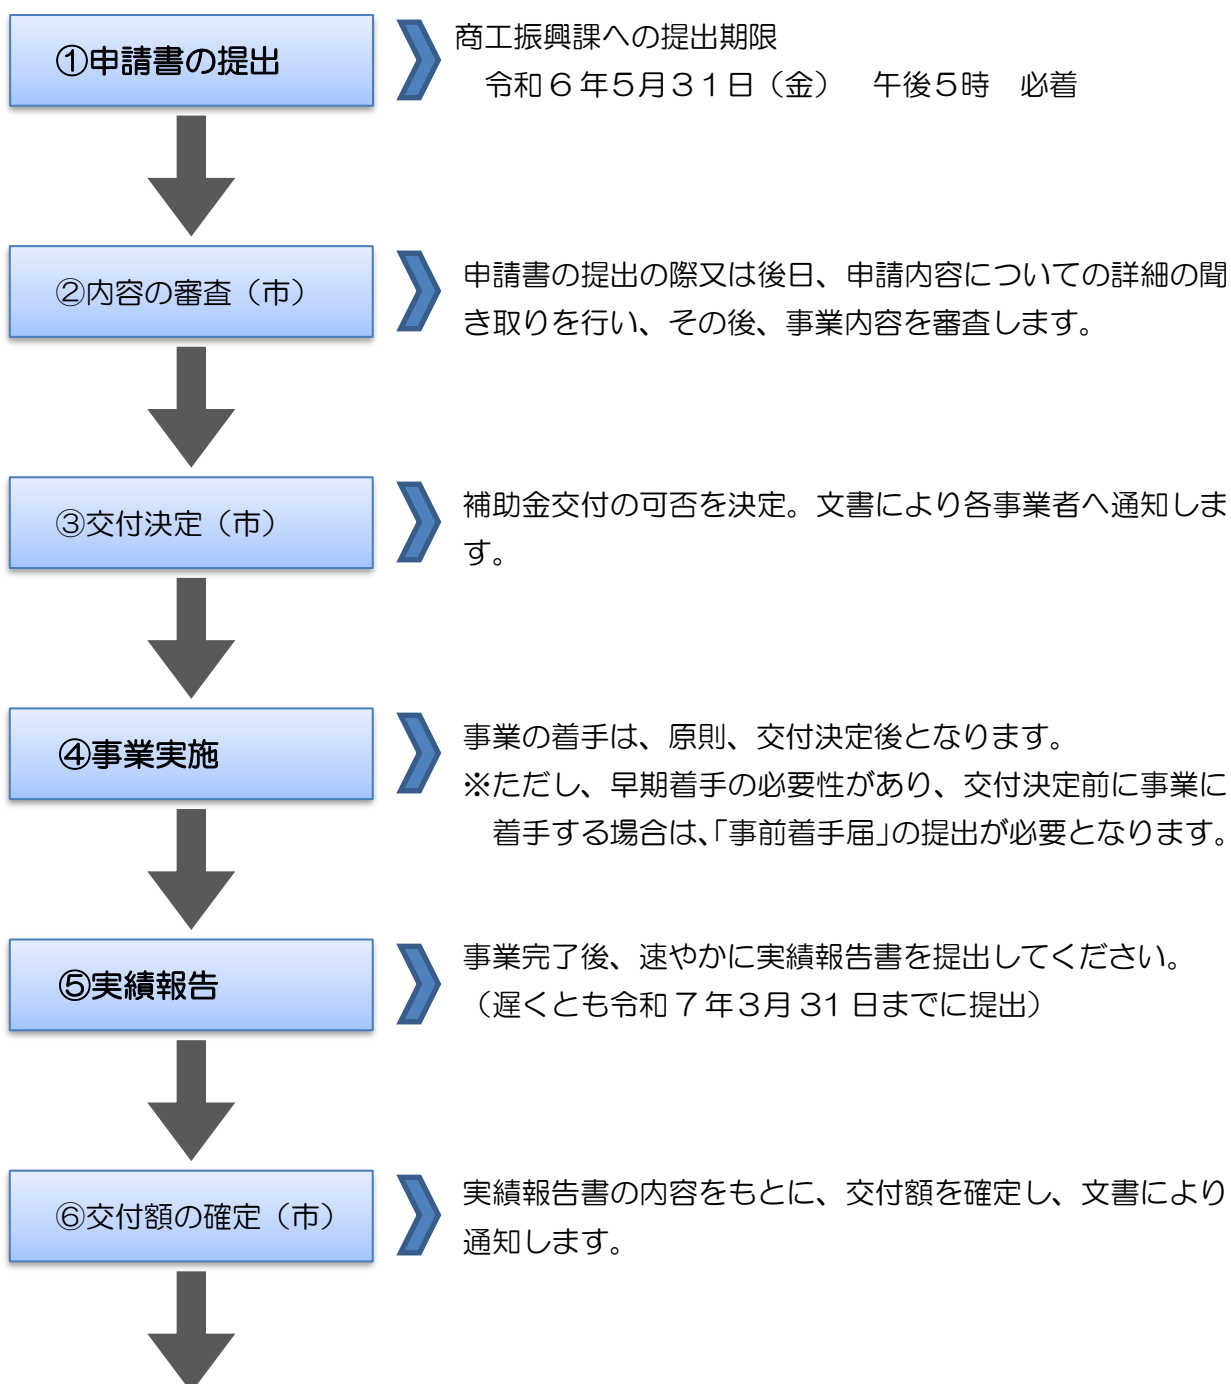 ①申請書の提出
商工振興課への提出期限
令和６年５月３１日（金）　午後５時　必着
②内容の審査（市）
申請書の提出の際又は後日、申請内容についての詳細の聞
き取りを行い、その後、事業内容を審査します。
③交付決定（市）
補助金交付の可否を決定。文書により各事業者へ通知しま
す。
④事業実施
事業の着手は、原則、交付決定後となります。
※ただし、早期着手の必要性があり、交付決定前に事業に
着手する場合は、「事前着手届」の提出が必要となります。
⑤実績報告
事業完了後、速やかに実績報告書を提出してください。
（遅くとも令和７年３月31日までに提出）
⑥交付額の確定（市）
実績報告書の内容をもとに、交付額を確定し、文書により
通知します。